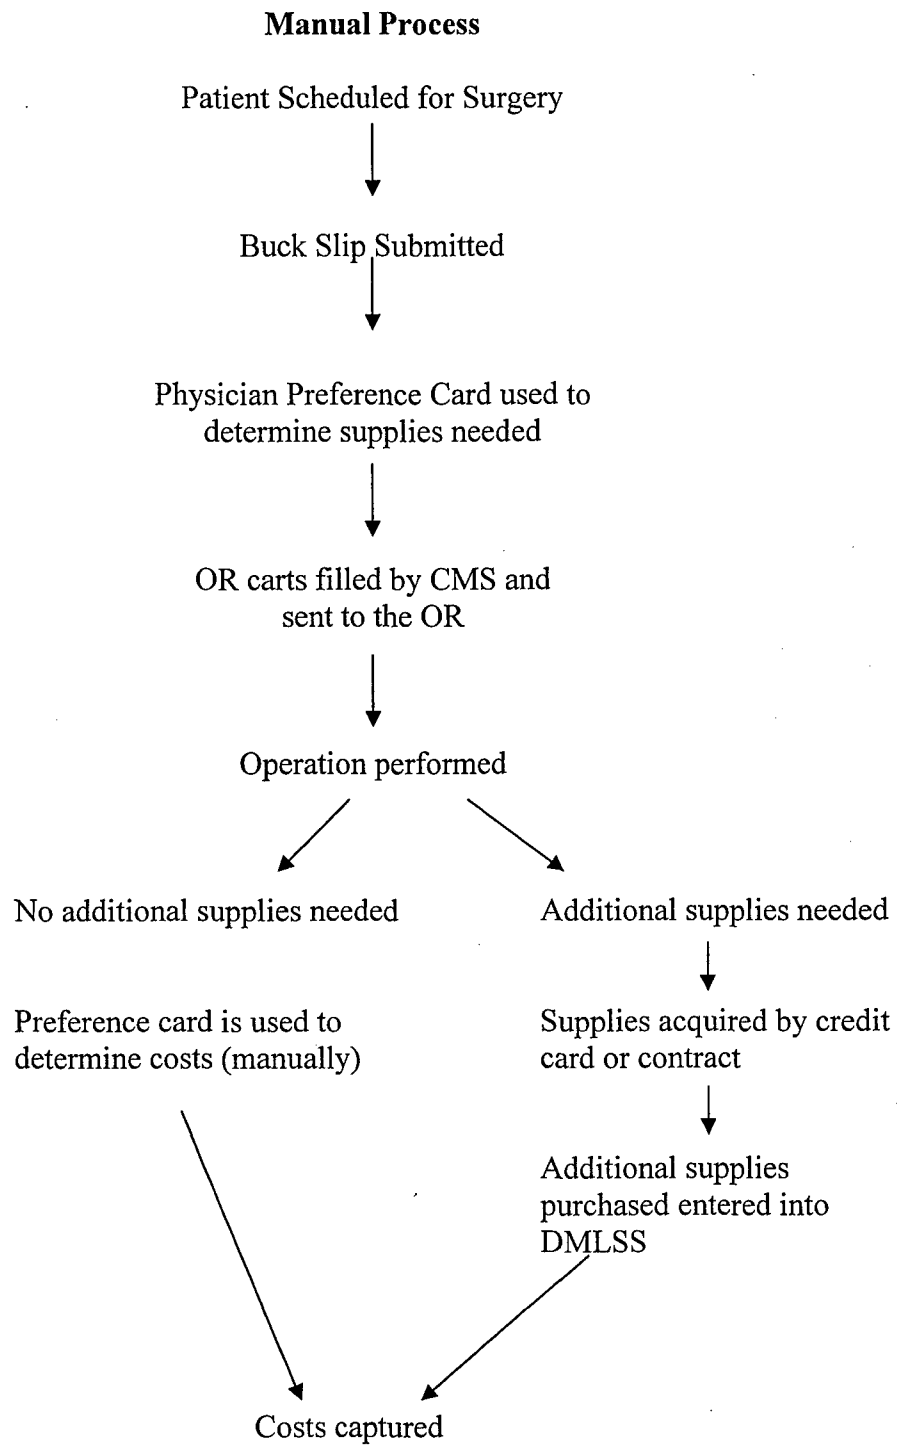 Manual Process
Patient Scheduled for Surgery
Buck Slip Submitted
Physician Preference Card used to
determine supplies needed
OR carts filled by CMS and
sent to the OR
Operation performed
No additional supplies needed
Additional supplies needed
Preference card is used to
determine costs (manually)
Supplies acquired by credit
card or contract
Additional supplies
purchased entered into
DMLSS
Costs captured